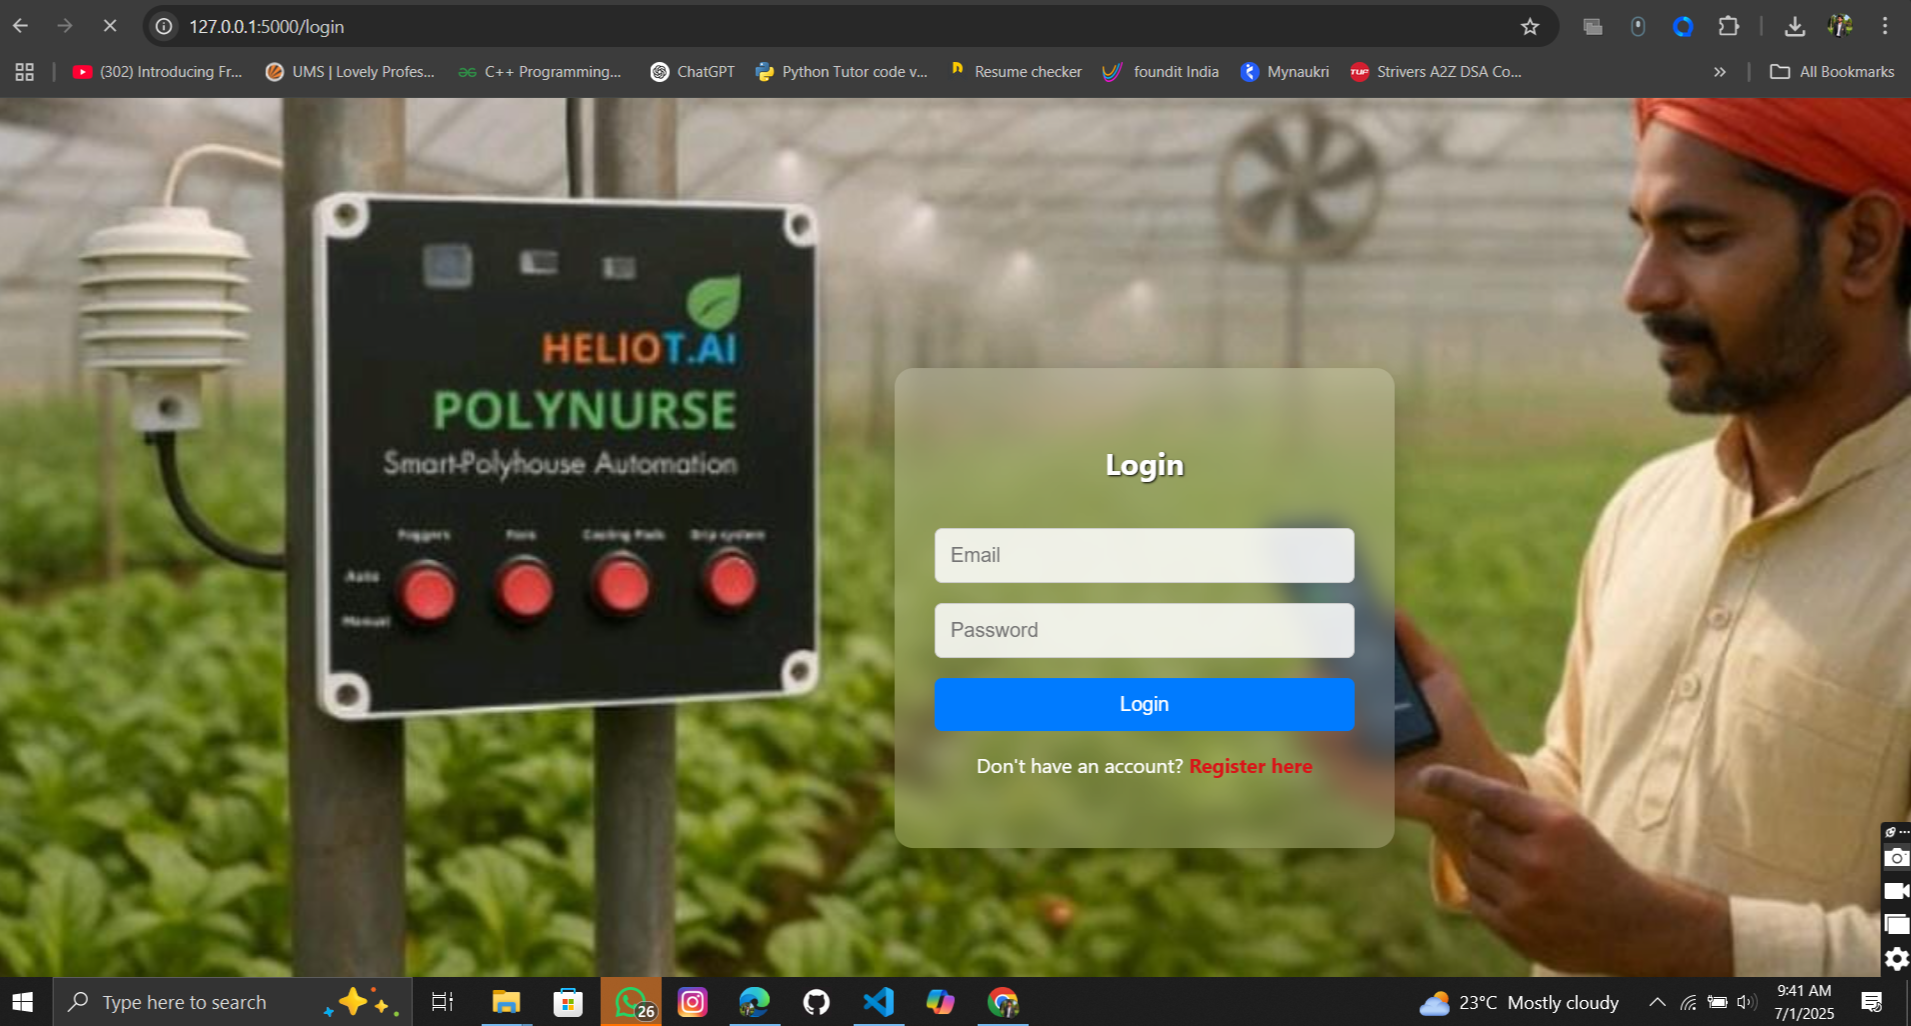 127.0.0.1:5000/login
(302) Introducing Fr...
UMS | Lovely Profes...
C++ Programming...
ChatGPT
Python Tutor code v...
Resume checker
foundit India
Mynaukri
TUF
Strivers A2Z DSA Co...
All Bookmarks
HELIOT.AI
POLYNURSE
Smart-Polyhouse Automation
Foggers Fans Cooling Pads Drip system
Auto
Manual
Login
Email
Password
Login
Don't have an account? Register here
Type here to search
26
23°C Mostly cloudy
9:41 AM
7/1/2025